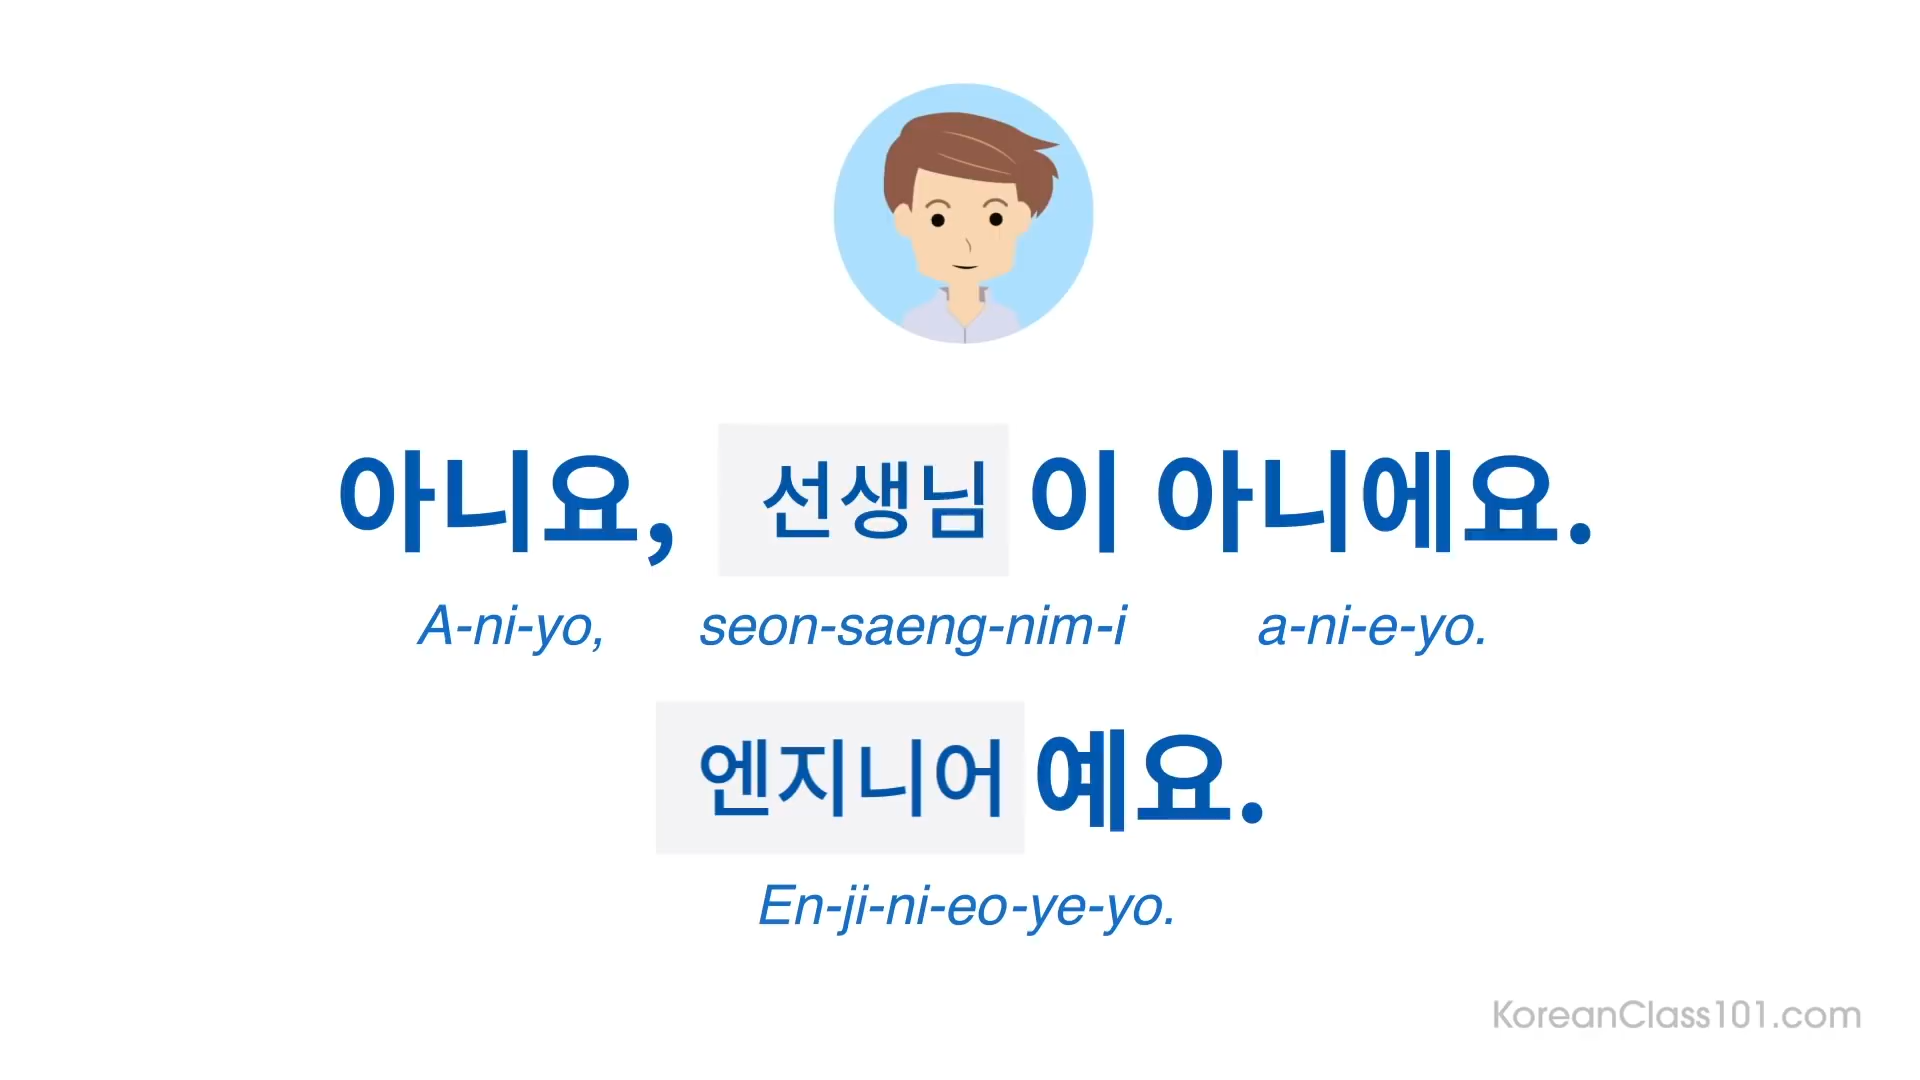 아니요, 선생님이 아니에요.
A-ni-yo, seon-saeng-nim-i a-ni-e-yo.
엔지니어예요.
En-ji-ni-eo-ye-yo.
KoreanClass101.com